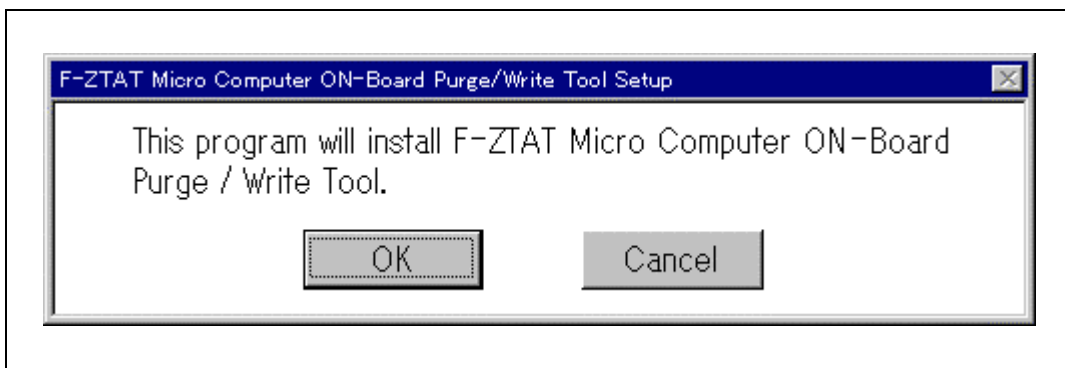 F-ZTAT Micro Computer ON-Board Purge/Write Tool Setup
This program will install F-ZTAT Micro Computer ON-Board
Purge / Write Tool.
OK Cancel